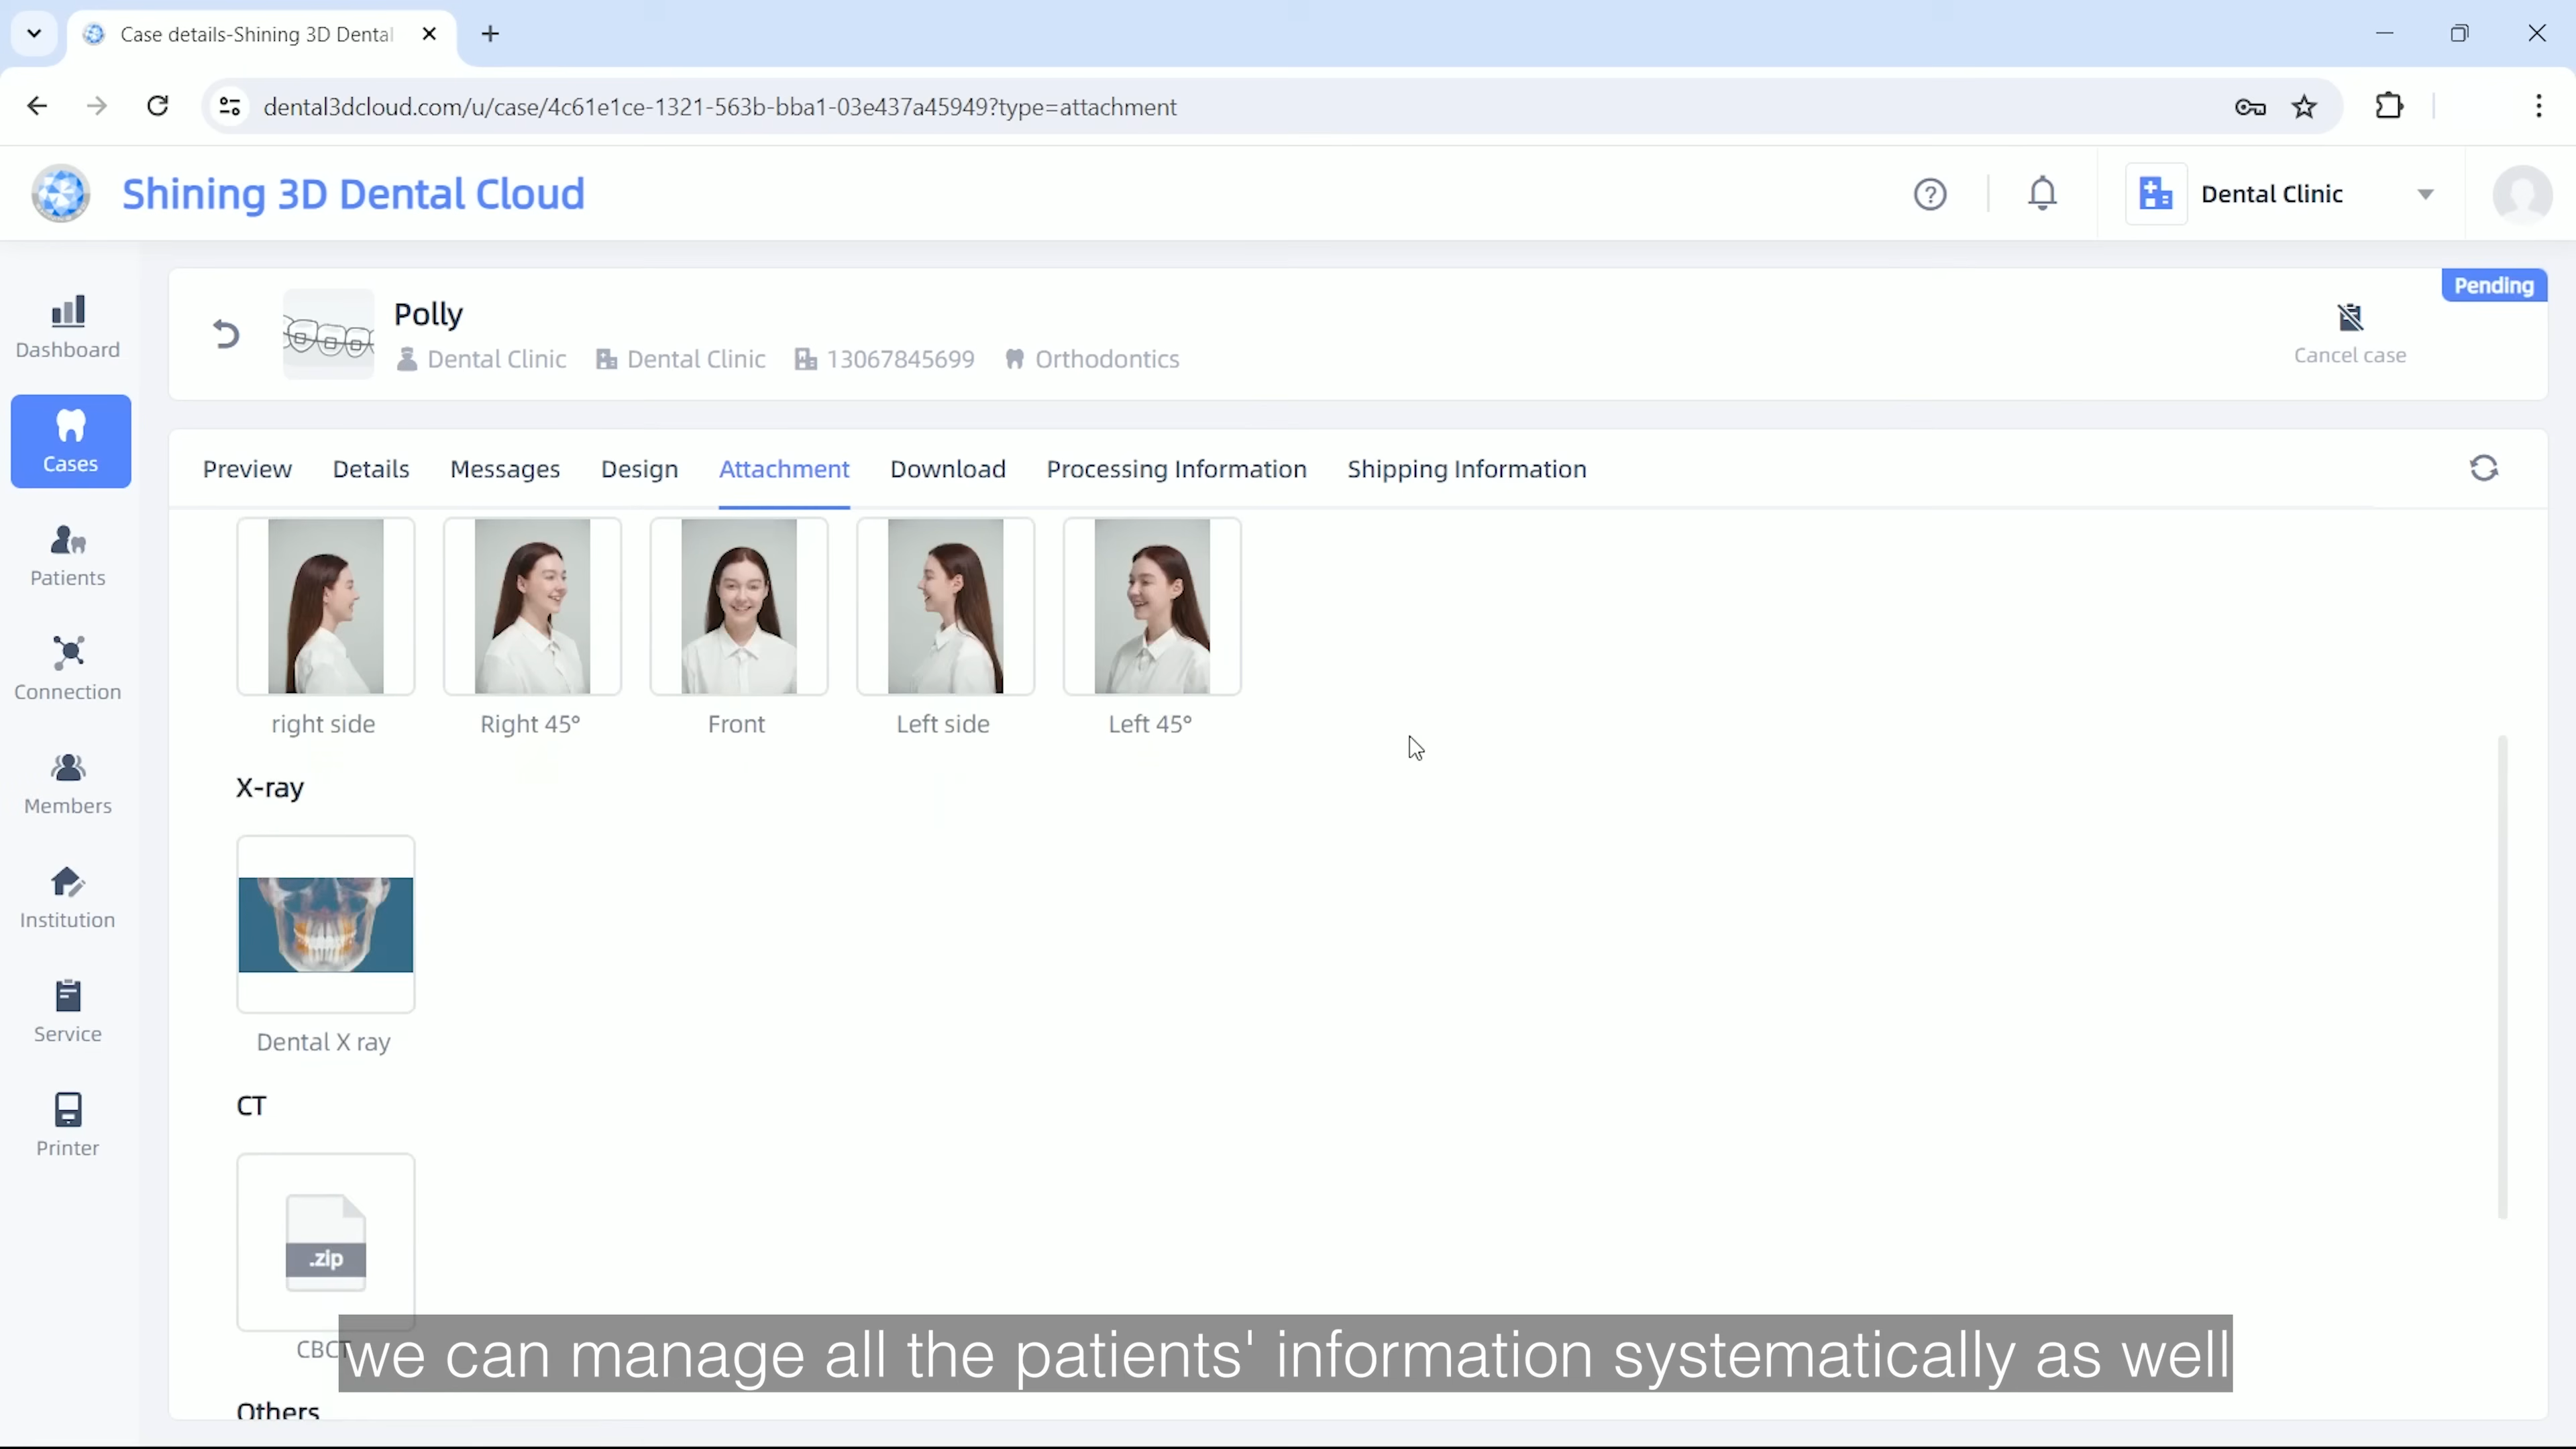 Case details-Shining 3D Dental
dental3dcloud.com/u/case/4c61e1ce-1321-563b-bba1-03e437a45949?type=attachment
Shining 3D Dental Cloud
Dental Clinic
Pending
Polly
Dental Clinic Dental Clinic 13067845699 Orthodontics
Cancel case
Dashboard
Cases
Patients
Connection
Members
Institution
Service
Printer
Preview Details Messages Design Attachment Download Processing Information Shipping Information
right side Right 45° Front Left side Left 45°
X-ray
Dental X ray
CT
.zip
CBCT
we can manage all the patients' information systematically as well
Others